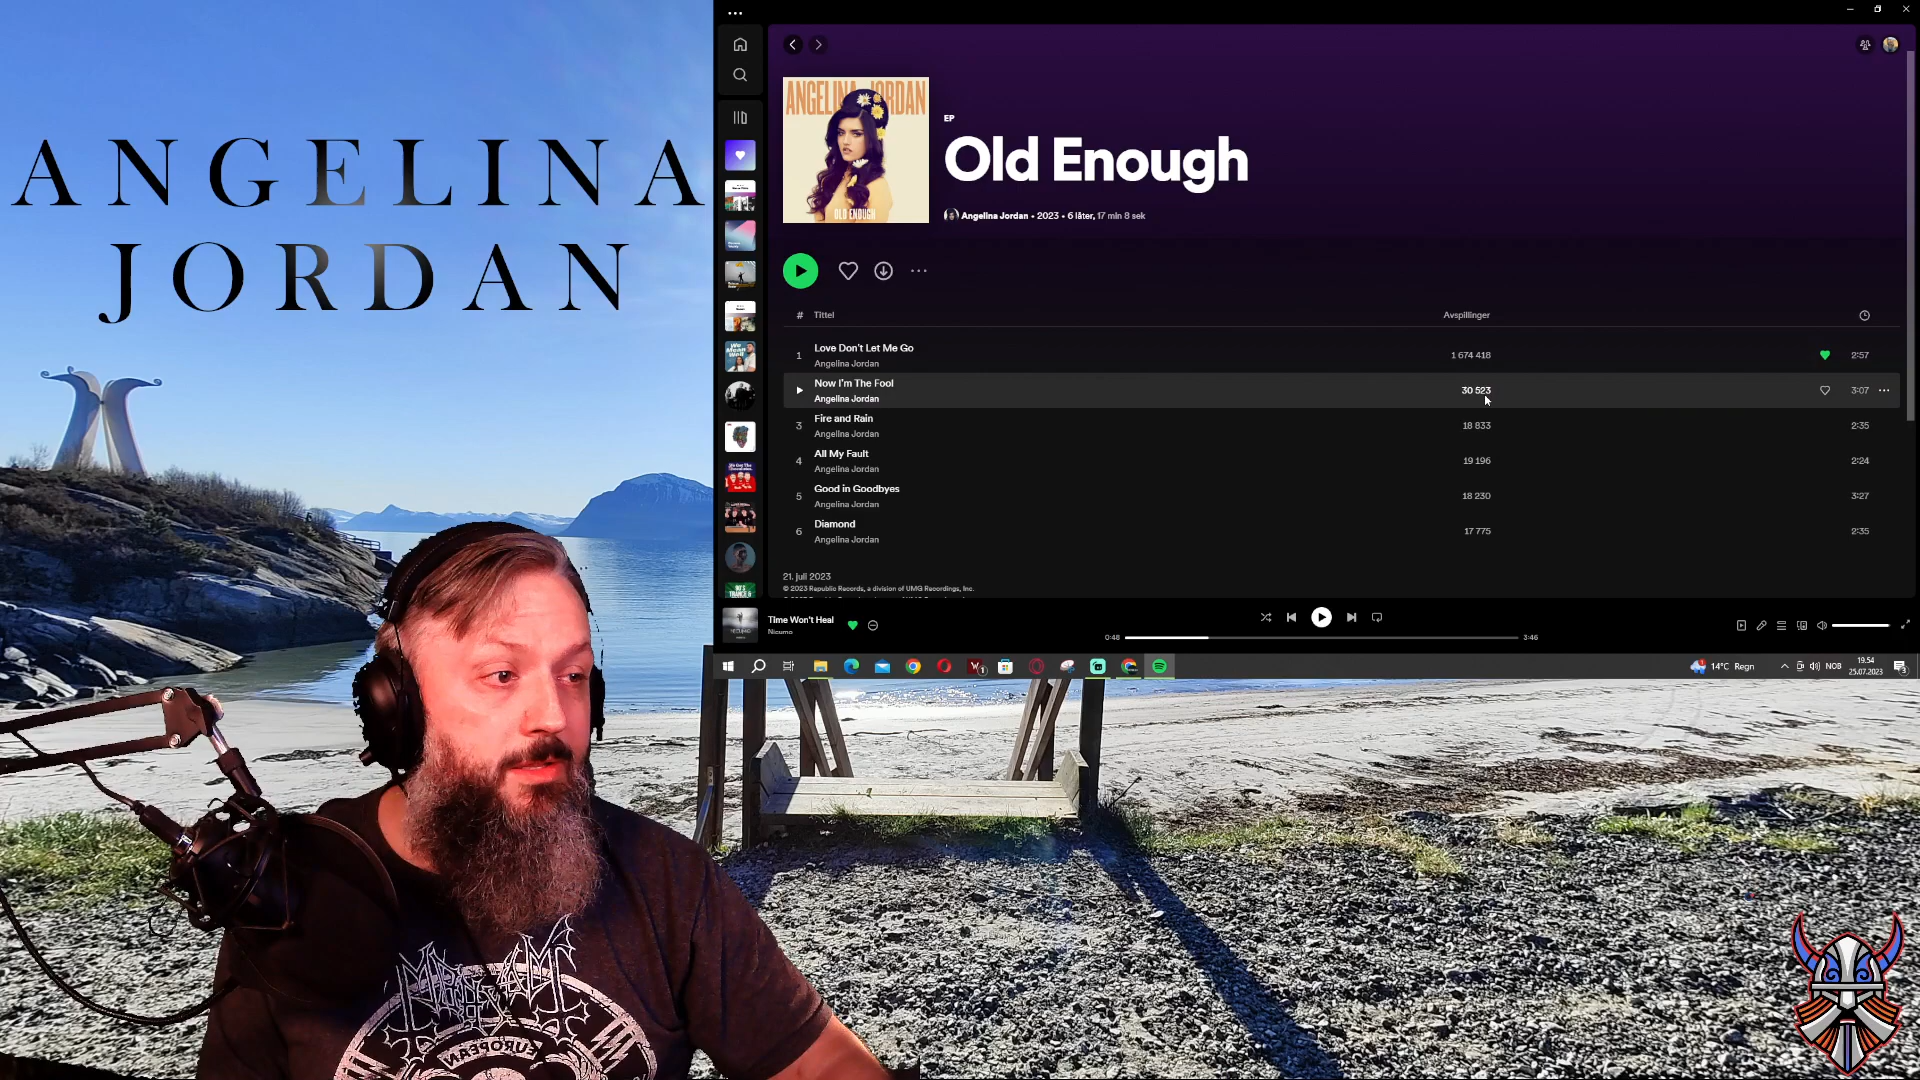 ANGELINA
JORDAN
ANGELINA JORDAN
OLD ENOUGH
EP
Old Enough
Angelina Jordan • 2023 • 6 låter, 17 min 8 sek
# Tittel Avspillinger
1 Love Don't Let Me Go 1 674 418 2:57
Angelina Jordan
Now I'm The Fool 30 523 3:07
Angelina Jordan
3 Fire and Rain 18 833 2:35
Angelina Jordan
4 All My Fault 19 196 2:24
Angelina Jordan
5 Good in Goodbyes 18 230 3:27
Angelina Jordan
6 Diamond 17 775 2:35
Angelina Jordan
21. juli 2023
© 2023 Republic Records, a division of UMG Recordings, Inc.
Time Won't Heal
Nicumo
0:48 3:46
14°C Regn
NOB
19.54
25.07.2023
EUROPEAN